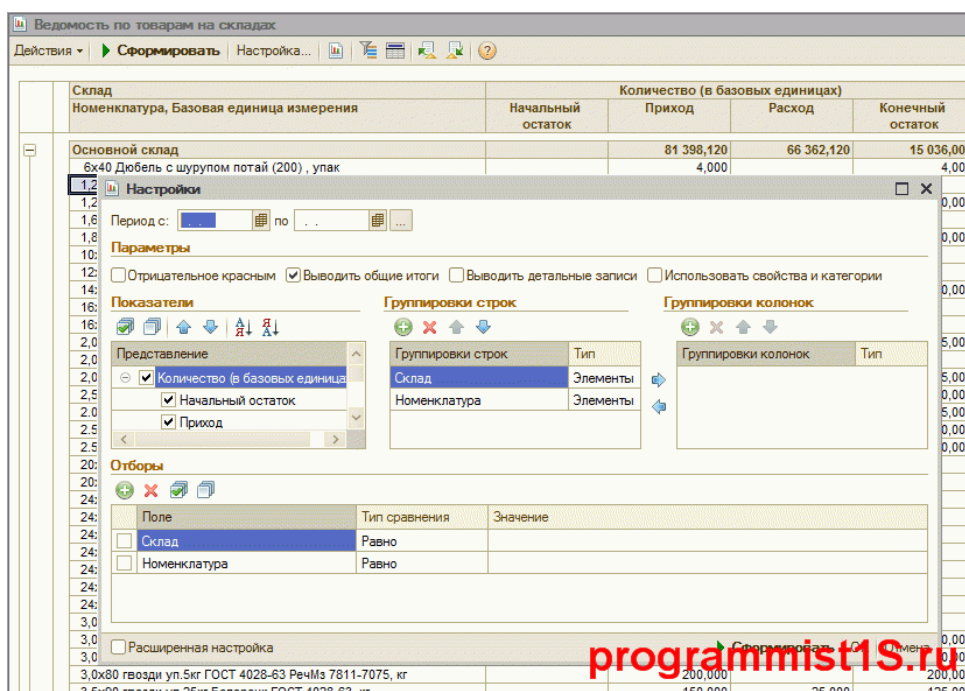 Ведомость по товарам на складах
Действия Сформировать Настройка... ?
Склад Количество (в базовых единицах)
Номенклатура, Базовая единица измерения Начальный остаток Приход Расход Конечный остаток
Основной склад 81 398,120 66 362,120 15 036,00
6х40 Дюбель с шурупом потай (200) , упак 4,000 4,00
Настройки
Период с: . . по . . ...
Параметры
Отрицательное красным Выводить общие итоги Выводить детальные записи Использовать свойства и категории
Показатели Группировки строк Группировки колонок
Представление Группировки строк Тип Группировки колонок Тип
Количество (в базовых единица Склад Элементы
Начальный остаток Номенклатура Элементы
Приход
Отборы
Поле Тип сравнения Значение
Склад Равно
Номенклатура Равно
Расширенная настройка Сформировать
programmist1S.ru
3,0х80 гвозди уп.5кг ГОСТ 4028-63 РечМз 7811-7075, кг 200,000